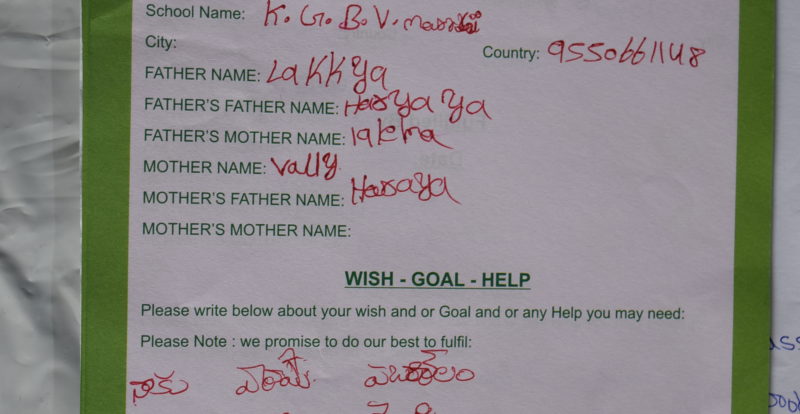 School Name: K. G. B. V.
City:
Country: 9550661148
FATHER NAME: Lakkya
FATHER'S FATHER NAME:
FATHER'S MOTHER NAME: lakma
MOTHER NAME: Vally
MOTHER'S FATHER NAME:
MOTHER'S MOTHER NAME:
WISH - GOAL - HELP
Please write below about your wish and or Goal and or any Help you may need:
Please Note : we promise to do our best to fulfil:
నాకు